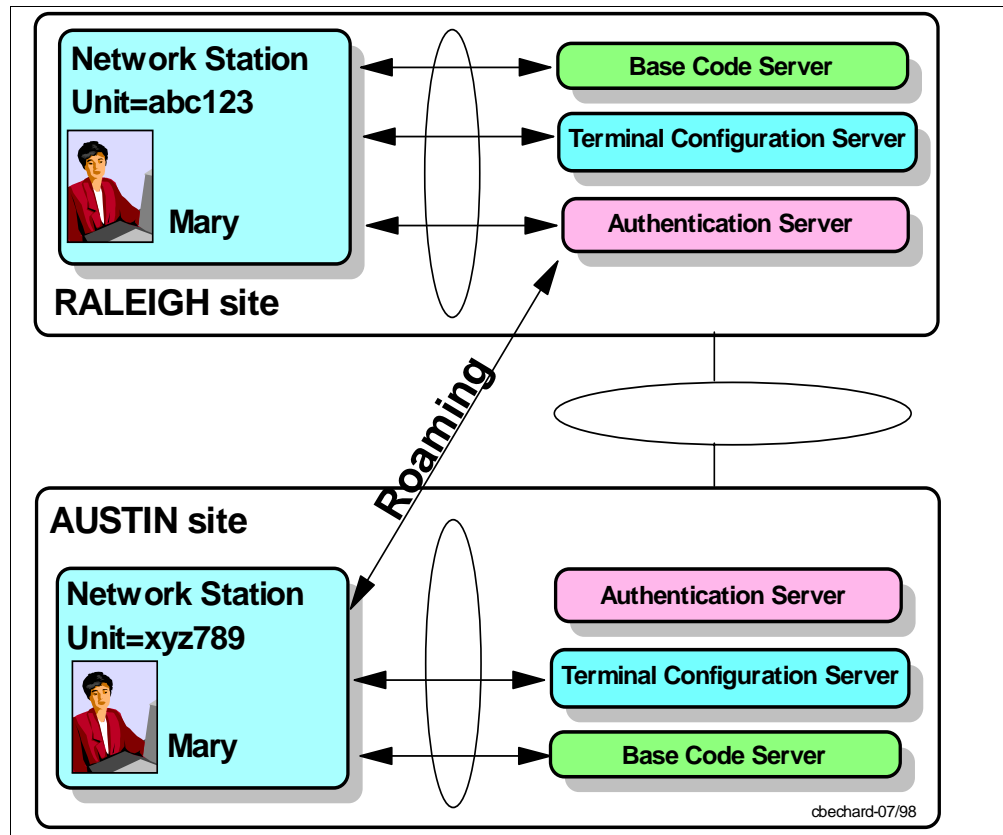 Network Station
Unit=abc123
Mary
Base Code Server
Terminal Configuration Server
Authentication Server
RALEIGH site
Roaming
AUSTIN site
Network Station
Unit=xyz789
Mary
Authentication Server
Terminal Configuration Server
Base Code Server
cbechard-07/98